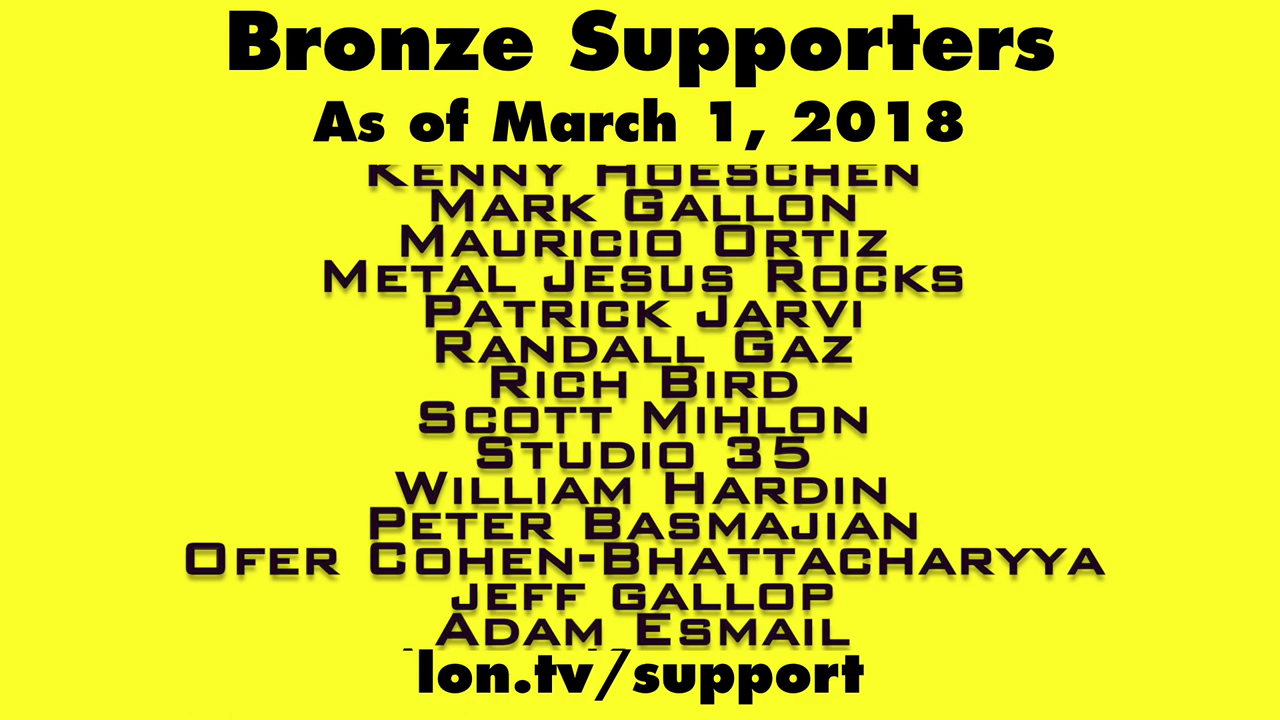 Bronze Supporters
As of March 1, 2018
KENNY HOESCHEN
MARK GALLON
MAURICIO ORTIZ
METAL JESUS ROCKS
PATRICK JARVI
RANDALL GAZ
RICH BIRD
SCOTT MIHLON
STUDIO 35
WILLIAM HARDIN
PETER BASMAJIAN
OFER COHEN-BHATTACHARYYA
JEFF GALLOP
ADAM ESMAIL
lon.tv/support